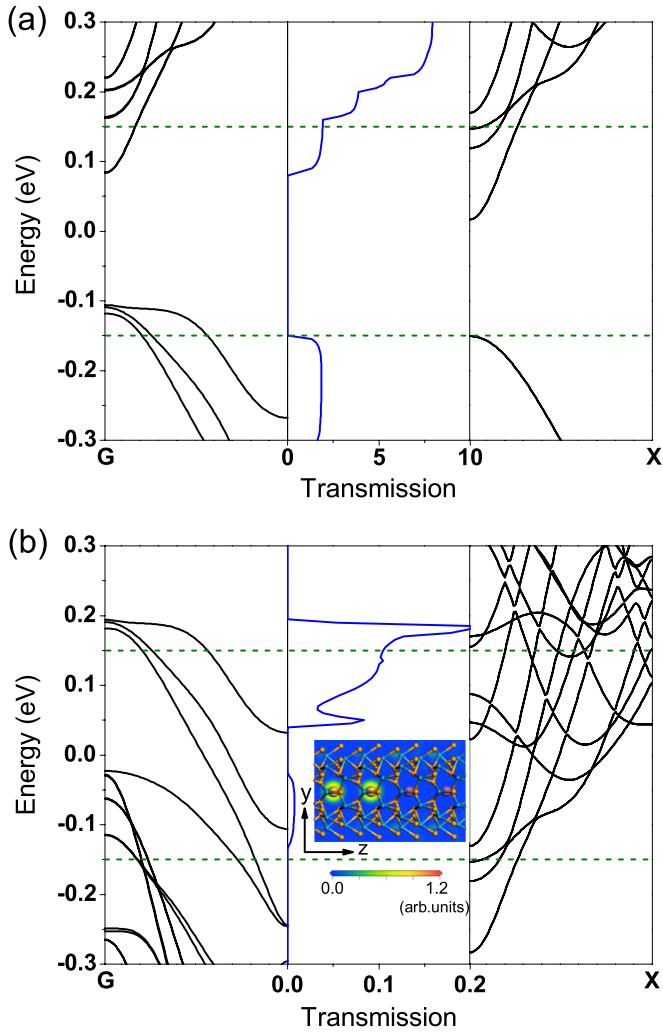 (a)
0.3
0.2
0.1
0.0
-0.1
-0.2
-0.3
Energy (eV)
G
0
5
10
X
Transmission
(b)
0.3
0.2
0.1
0.0
-0.1
-0.2
-0.3
Energy (eV)
y
z
0.0
1.2
(arb.units)
G
0.0
0.1
0.2
X
Transmission